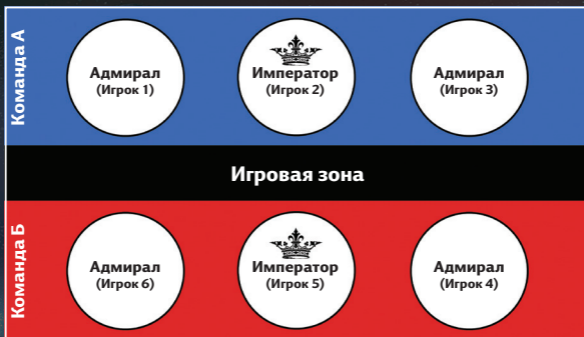 Команда А
Адмирал
(Игрок 1)
Император
(Игрок 2)
Адмирал
(Игрок 3)
Игровая зона
Команда Б
Адмирал
(Игрок 6)
Император
(Игрок 5)
Адмирал
(Игрок 4)